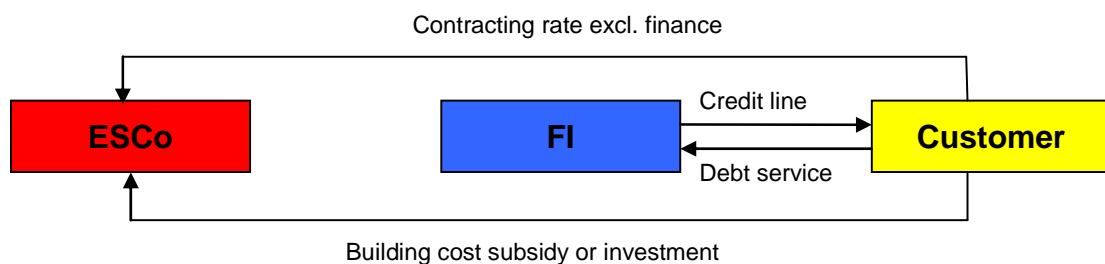 Contracting rate excl. finance
ESCo
FI
Credit line
Debt service
Customer
Building cost subsidy or investment